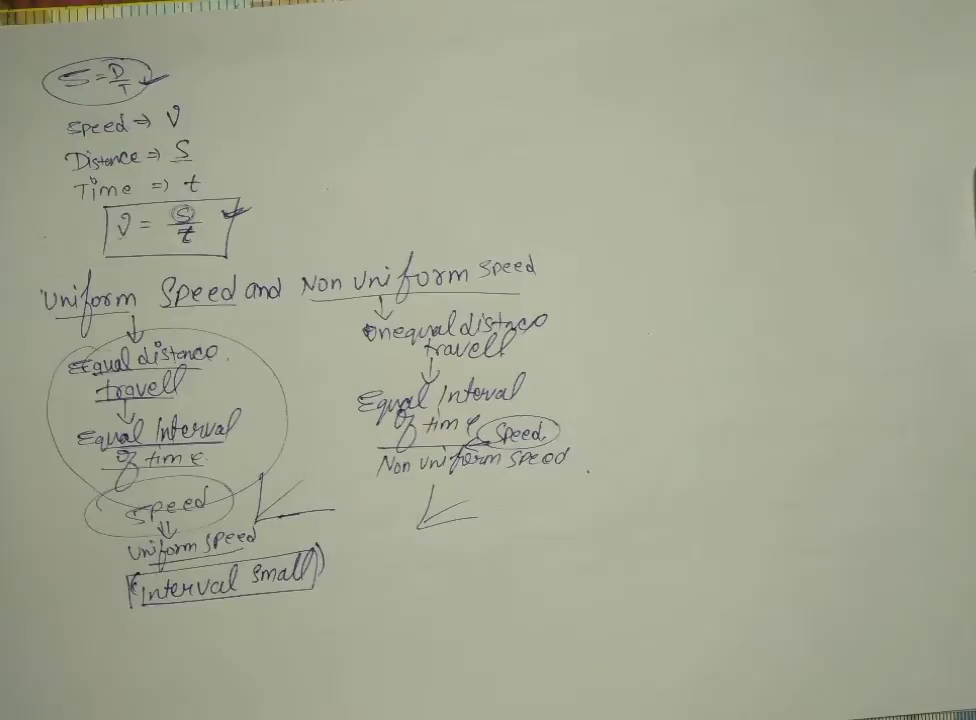 S = D/T
Speed => V
Distance => S
Time => t
V = S/t
Uniform Speed and Non Uniform Speed
Equal distance
travell
Equal Interval
of time
Speed
Uniform speed
(Interval small)
Unequal distace
travell
Equal Interval
of time
Speed
Non uniform speed